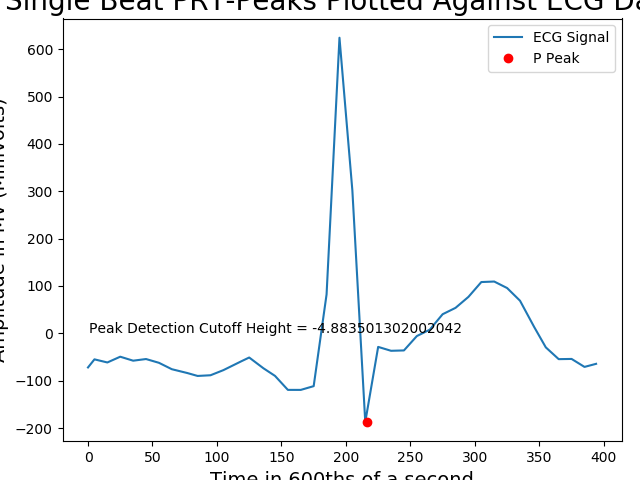 Single Beat PRT-Peaks Plotted Against ECG Da
ECG Signal
P Peak
600
500
400
300
200
100
0
−100
−200
Amplitude in MV (Millivolts)
Peak Detection Cutoff Height = -4.883501302002042
0 50 100 150 200 250 300 350 400
Time in 600ths of a second